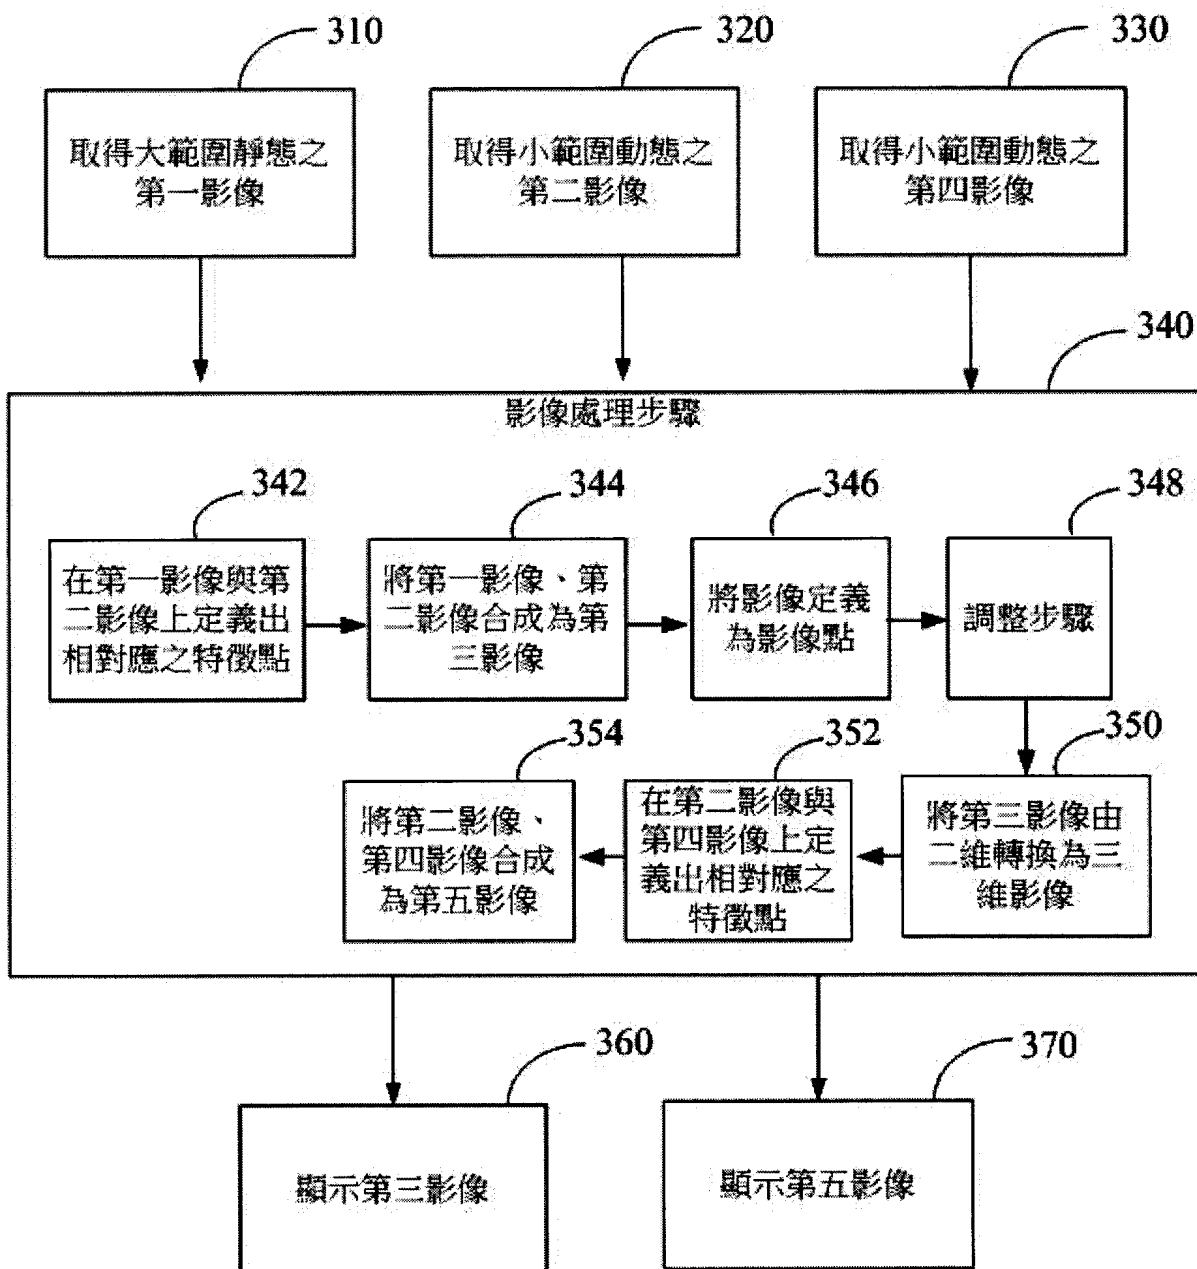 310
320
330
取得大範圍靜態之
第一影像
取得小範圍動態之
第二影像
取得小範圍動態之
第四影像
340
影像處理步驟
342
344
346
348
在第一影像與第
二影像上定義出
相對應之特徵點
將第一影像、第
二影像合成為第
三影像
將影像定義
為影像點
調整步驟
354
352
350
將第二影像、
第四影像合成
為第五影像
在第二影像與
第四影像上定
義出相對應之
特徵點
將第三影像由
二維轉換為三
維影像
360
370
顯示第三影像
顯示第五影像